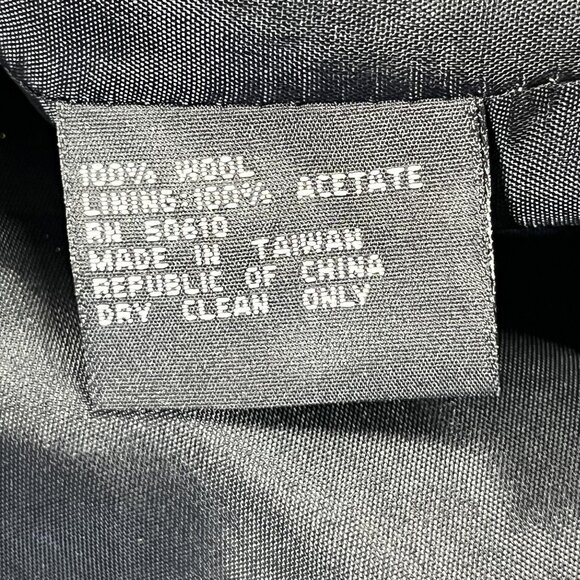 100% WOOL
LINING:100% ACETATE
RN 50610
MADE IN TAIWAN
REPUBLIC OF CHINA
DRY CLEAN ONLY